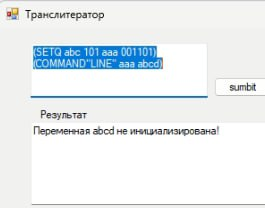 Транслитератор
(SETQ abc 101 aaa 001101)
(COMMAND"LINE" aaa abcd)
sumbit
Результат
Переменная abcd не инициализирована!